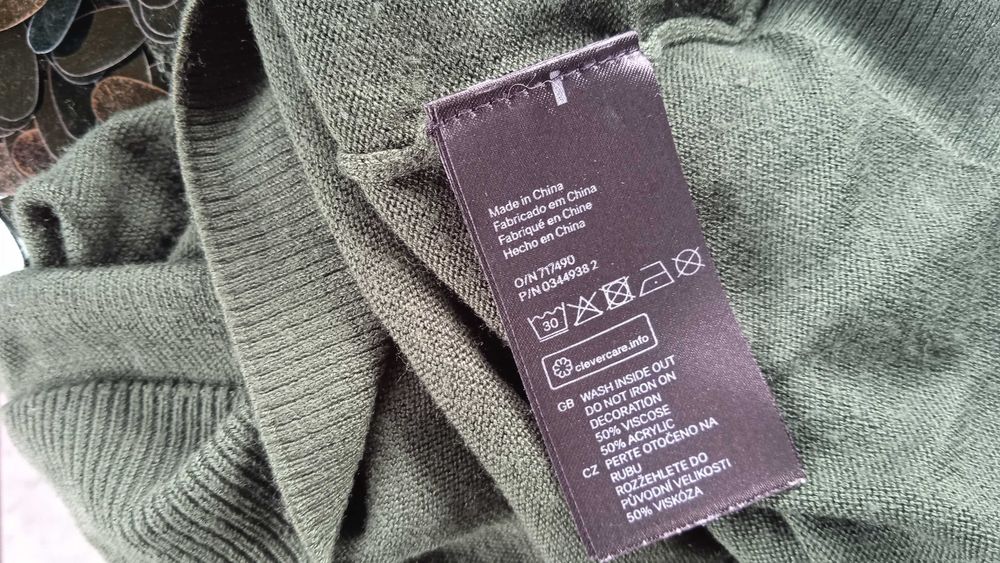 Made in China
Fabricado em China
Fabriqué en Chine
Hecho en China
O/N 717490
P/N 0344938 2
30
clevercare.info
GB WASH INSIDE OUT
DO NOT IRON ON
DECORATION
50% VISCOSE
50% ACRYLIC
CZ PERTE OTOČENO NA
RUBU
ROZŽEHLETE DO
PŮVODNÍ VELIKOSTI
50% VISKÓZA